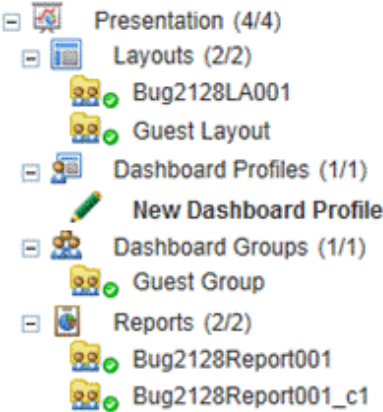 Presentation (4/4)
Layouts (2/2)
Bug2128LA001
Guest Layout
Dashboard Profiles (1/1)
New Dashboard Profile
Dashboard Groups (1/1)
Guest Group
Reports (2/2)
Bug2128Report001
Bug2128Report001_c1